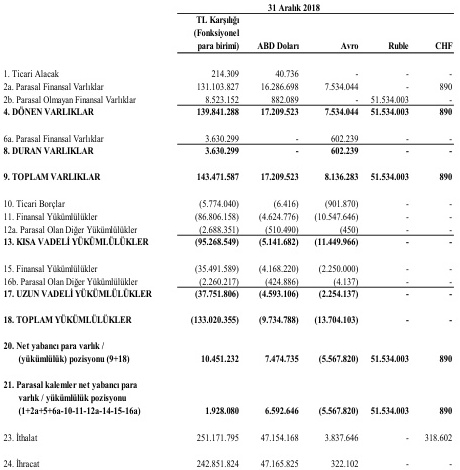 31 Aralık 2018
TL Karşılığı
(Fonksiyonel
para birimi) ABD Doları Avro Ruble CHF
1. Ticari Alacak 214.309 40.736 - - -
2a. Parasal Finansal Varlıklar 131.103.827 16.286.698 7.534.044 - 890
2b. Parasal Olmayan Finansal Varlıklar 8.523.152 882.089 - 51.534.003 -
4. DÖNEN VARLIKLAR 139.841.288 17.209.523 7.534.044 51.534.003 890
6a. Parasal Finansal Varlıklar 3.630.299 - 602.239 - -
8. DURAN VARLIKLAR 3.630.299 - 602.239 - -
9. TOPLAM VARLIKLAR 143.471.587 17.209.523 8.136.283 51.534.003 890
10. Ticari Borçlar (5.774.040) (6.416) (901.870) - -
11. Finansal Yükümlülükler (86.806.158) (4.624.776) (10.547.646) - -
12a. Parasal Olan Diğer Yükümlülükler (2.688.351) (510.490) (450) - -
13. KISA VADELİ YÜKÜMLÜLÜKLER (95.268.549) (5.141.682) (11.449.966) - -
15. Finansal Yükümlülükler (35.491.589) (4.168.220) (2.250.000) - -
16b. Parasal Olan Diğer Yükümlülükler (2.260.217) (424.886) (4.137) - -
17. UZUN VADELİ YÜKÜMLÜLÜKLER (37.751.806) (4.593.106) (2.254.137) - -
18. TOPLAM YÜKÜMLÜLÜKLER (133.020.355) (9.734.788) (13.704.103) - -
20. Net yabancı para varlık /
(yükümlülük) pozisyonu (9+18) 10.451.232 7.474.735 (5.567.820) 51.534.003 890
21. Parasal kalemler net yabancı para
varlık / yükümlülük pozisyonu
(1+2a+5+6a-10-11-12a-14-15-16a) 1.928.080 6.592.646 (5.567.820) 51.534.003 890
23. İthalat 251.171.795 47.154.168 3.837.646 - 318.602
24. İhracat 242.851.824 47.165.825 322.102 - -